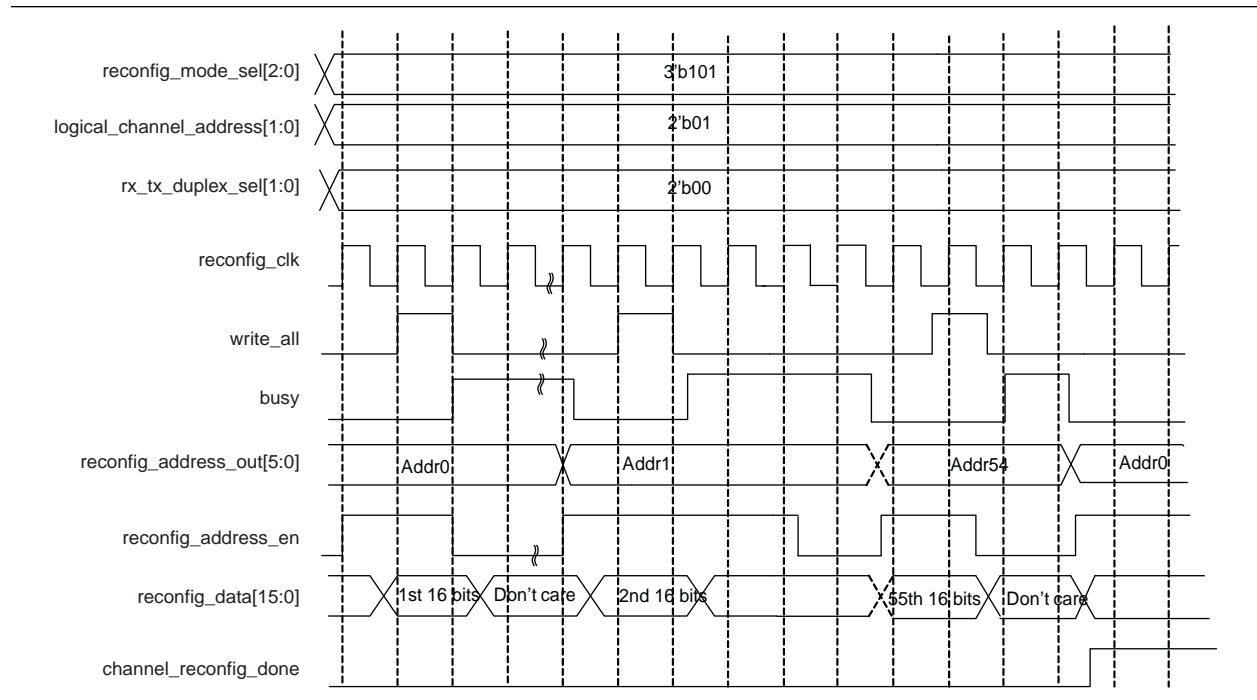 reconfig_mode_sel[2:0]
3'b101
logical_channel_address[1:0]
2'b01
rx_tx_duplex_sel[1:0]
2'b00
reconfig_clk
write_all
busy
reconfig_address_out[5:0]
Addr0
Addr1
Addr54
Addr0
reconfig_address_en
reconfig_data[15:0]
1st 16 bits
Don't care
2nd 16 bits
55th 16 bits
Don't care
channel_reconfig_done